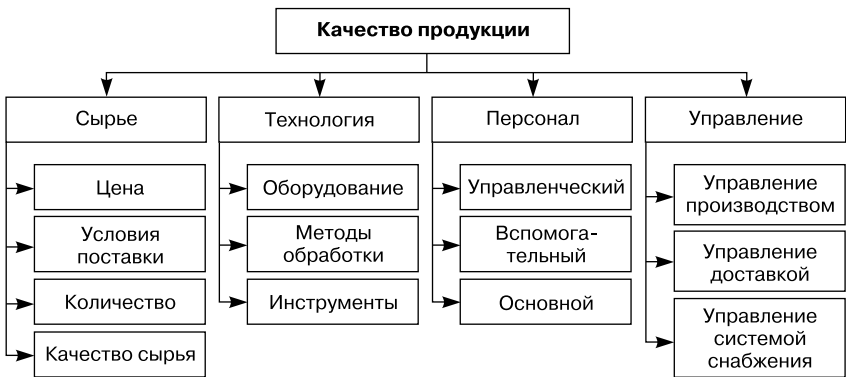 Качество продукции
Сырье
Технология
Персонал
Управление
Цена
Условия
поставки
Количество
Качество сырья
Оборудование
Методы
обработки
Инструменты
Управленческий
Вспомога-
тельный
Основной
Управление
производством
Управление
доставкой
Управление
системой
снабжения